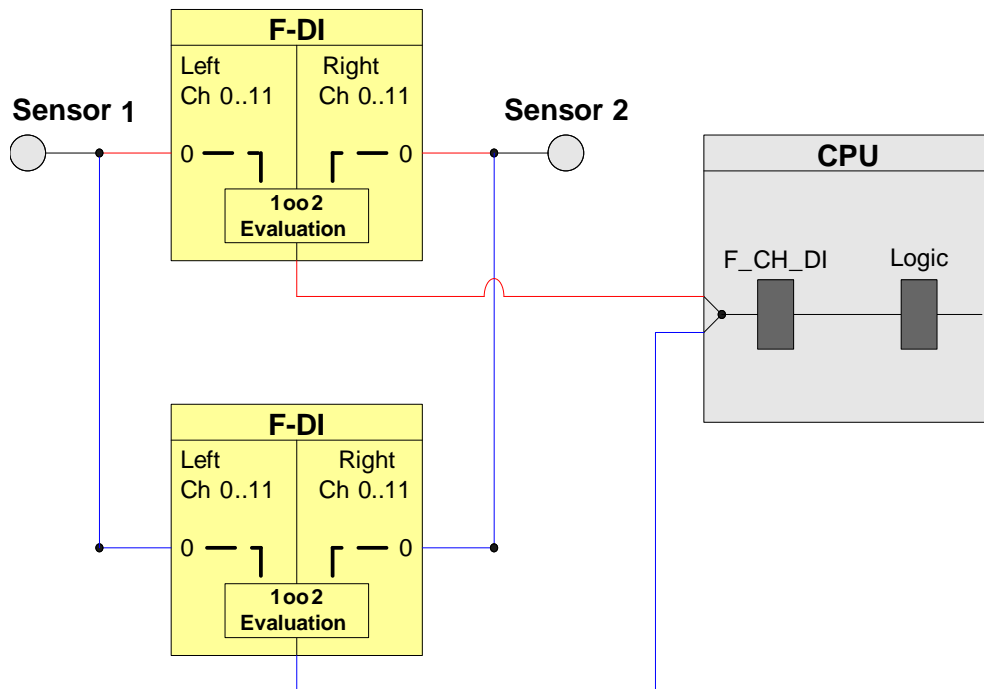 F-DI
Left Right
Ch 0..11 Ch 0..11
Sensor 1
Sensor 2
0 0
1oo2
Evaluation
CPU
F_CH_DI Logic
F-DI
Left Right
Ch 0..11 Ch 0..11
0 0
1oo2
Evaluation